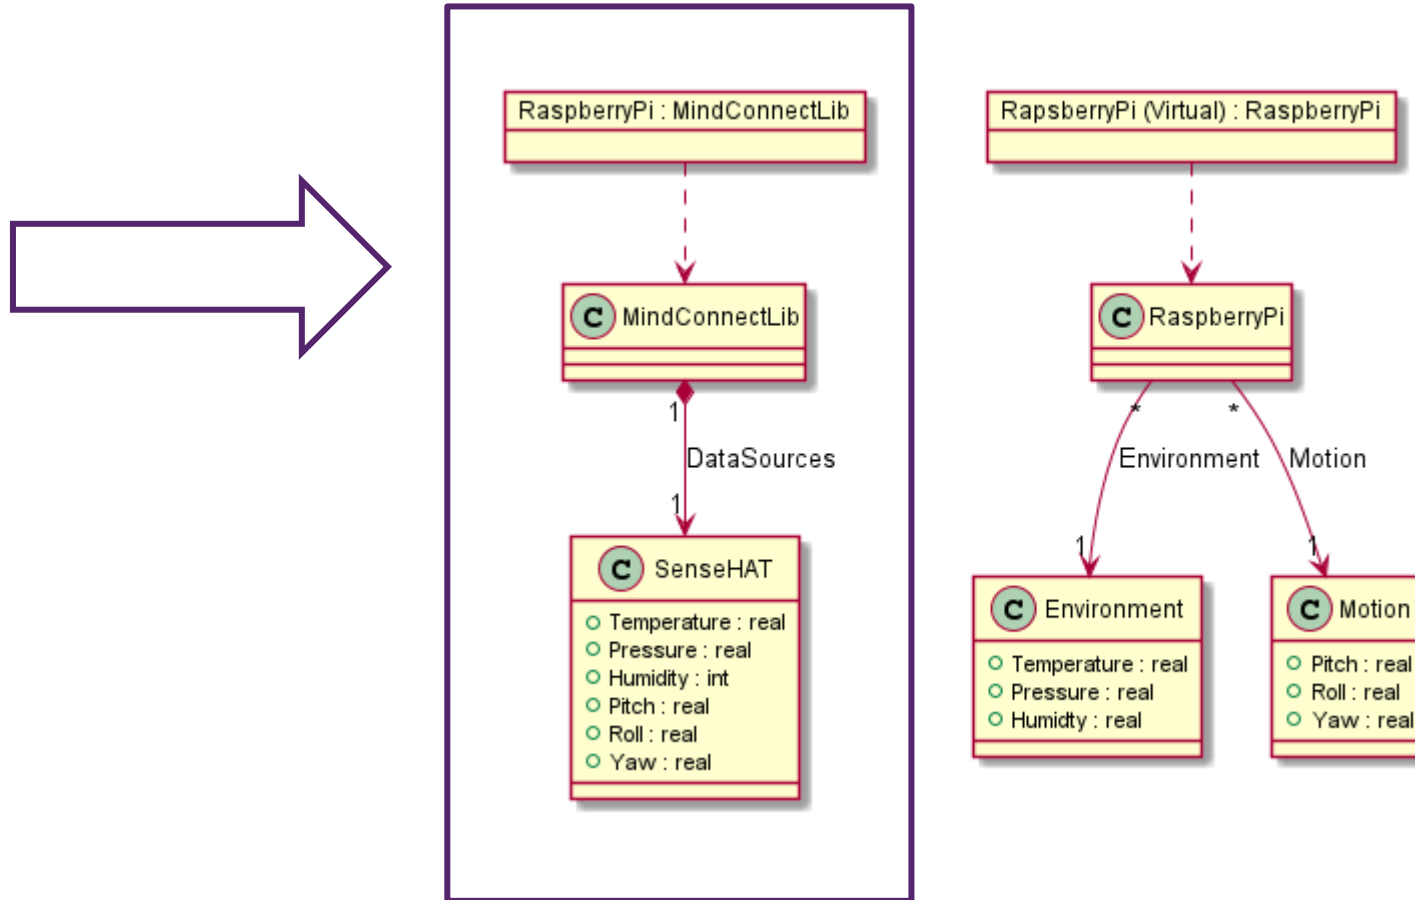 RaspberryPi : MindConnectLib
C MindConnectLib
1
DataSources
1
C SenseHAT
Temperature : real
Pressure : real
Humidity : int
Pitch : real
Roll : real
Yaw : real
RapsberryPi (Virtual) : RaspberryPi
C RaspberryPi
* *
Environment Motion
1 1
C Environment
Temperature : real
Pressure : real
Humidty : real
C Motion
Pitch : real
Roll : real
Yaw : real